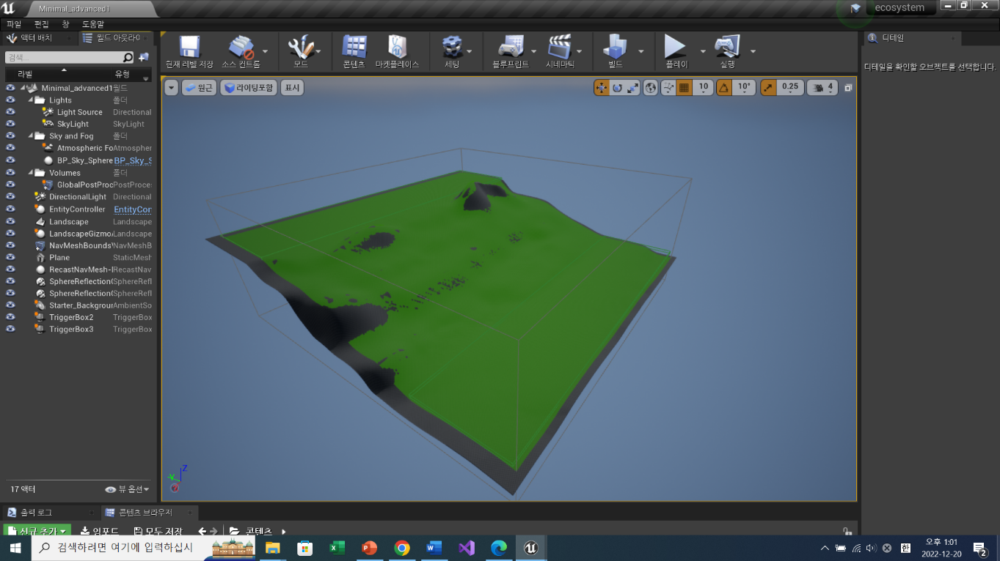 Minimal_advanced1
ecosystem
파일 편집 창 도움말
액터 배치
월드 아웃라이
검색...
라벨 유형
Minimal_advanced1 월드
Lights 폴더
Light Source Directional
SkyLight SkyLight
Sky and Fog 폴더
Atmospheric Fo Atmospher
BP_Sky_Sphere BP_Sky_S
Volumes 폴더
GlobalPostProc PostProce
DirectionalLight Directional
EntityController EntityCon
Landscape Landscape
LandscapeGizmo Landscape
NavMeshBounds NavMeshB
Plane StaticMesh
RecastNavMesh- RecastNav
SphereReflection SphereRefl
SphereReflection SphereRefl
Starter_Backgrour AmbientSo
TriggerBox2 TriggerBox
TriggerBox3 TriggerBox
17 액터
뷰 옵션
현재 레벨 저장
소스 컨트롤
모드
콘텐츠
마켓플레이스
세팅
블루프린트
시네마틱
빌드
플레이
실행
원근
라이팅포함
표시
10
10°
0.25
4
Z
Y
디테일
디테일을 확인할 오브젝트를 선택합니다.
출력 로그
콘텐츠 브라우저
신규 추가
임포트
모두 저장
콘텐츠
검색하려면 여기에 입력하십시
한
오후 1:01
2022-12-20
2